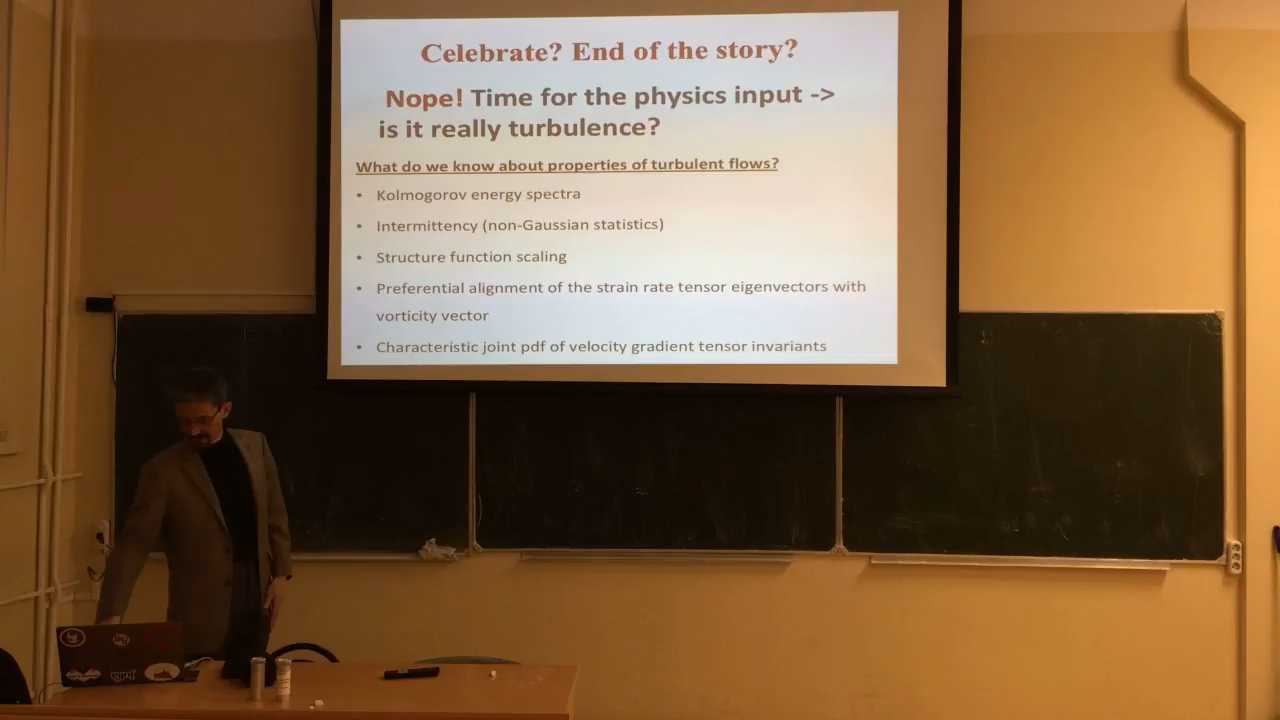 Celebrate? End of the story?
Nope! Time for the physics input ->
is it really turbulence?
What do we know about properties of turbulent flows?
• Kolmogorov energy spectra
• Intermittency (non-Gaussian statistics)
• Structure function scaling
• Preferential alignment of the strain rate tensor eigenvectors with
vorticity vector
• Characteristic joint pdf of velocity gradient tensor invariants